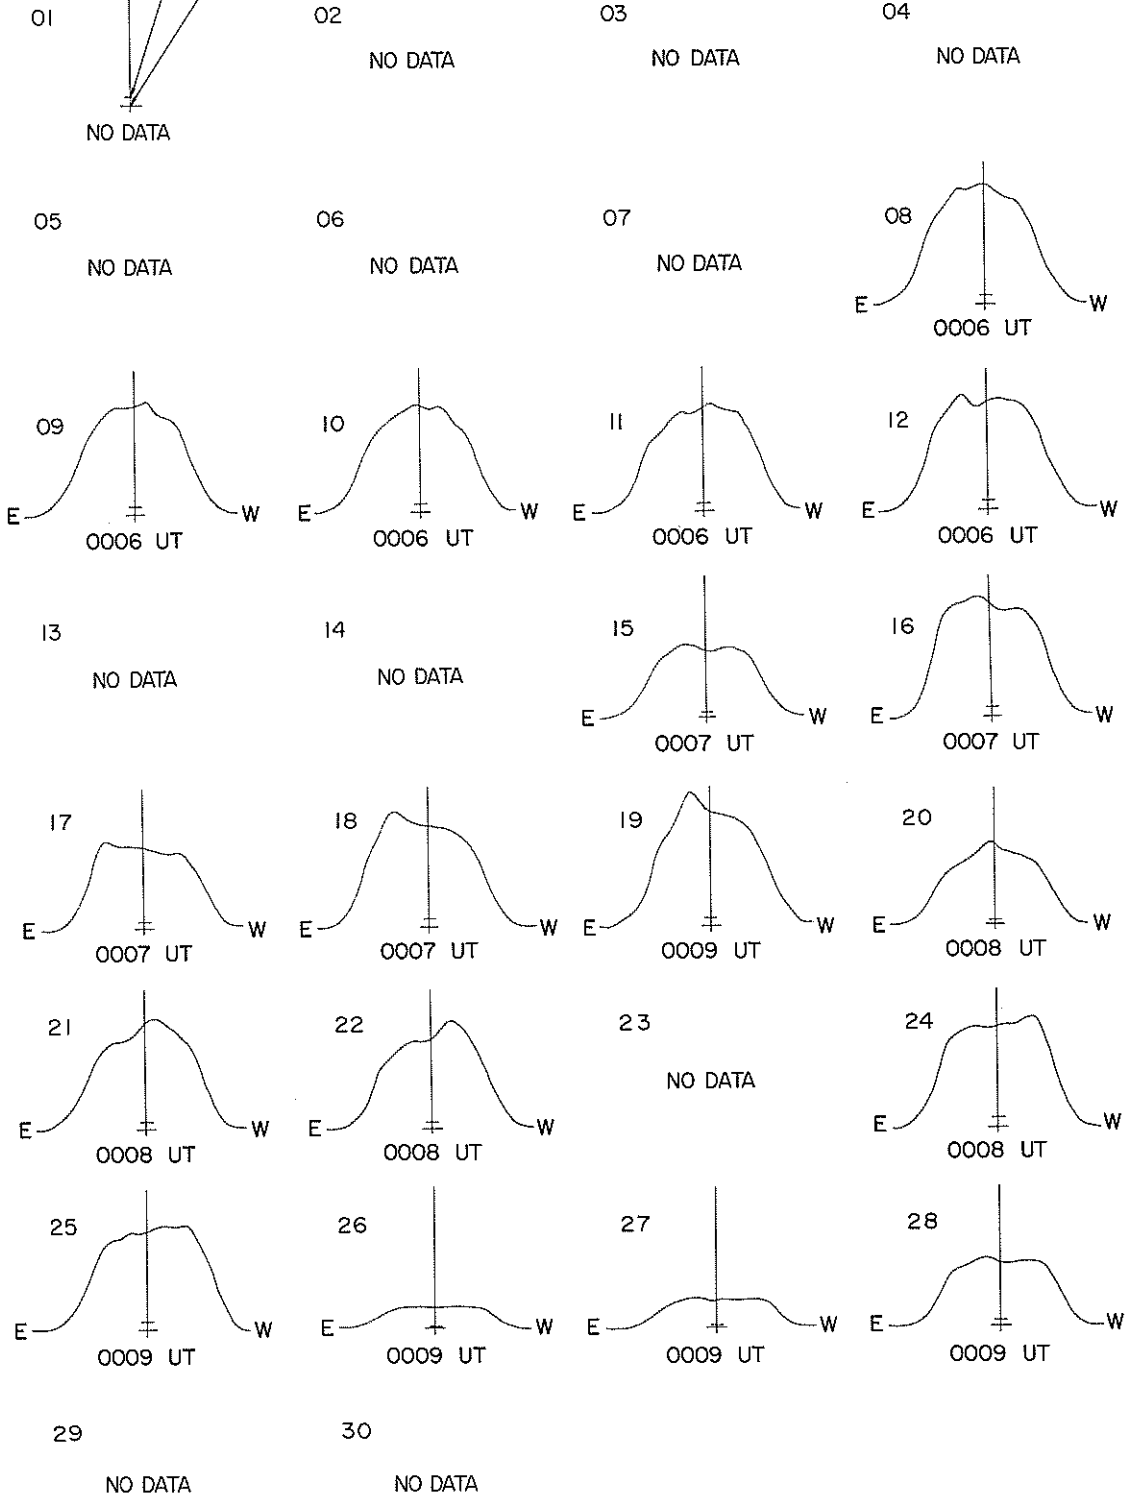 01 02 03 04
NO DATA NO DATA NO DATA
NO DATA
05 06 07 08
NO DATA NO DATA NO DATA
E W
0006 UT
09 10 11 12
E W E W E W E W
0006 UT 0006 UT 0006 UT 0006 UT
13 14 15 16
NO DATA NO DATA
E W E W
0007 UT 0007 UT
17 18 19 20
E W E W E W E W
0007 UT 0007 UT 0009 UT 0008 UT
21 22 23 24
NO DATA
E W E W E W
0008 UT 0008 UT 0008 UT
25 26 27 28
E W E W E W E W
0009 UT 0009 UT 0009 UT 0009 UT
29 30
NO DATA NO DATA